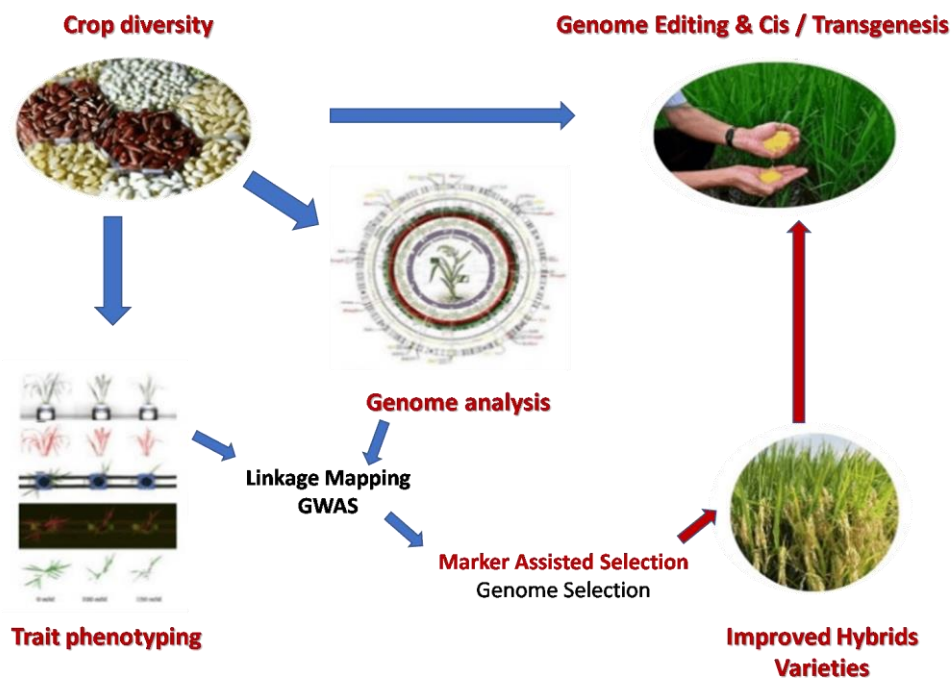 Crop diversity
Genome Editing & Cis / Transgenesis
Genome analysis
Linkage Mapping
GWAS
Marker Assisted Selection
Genome Selection
Trait phenotyping
Improved Hybrids
Varieties